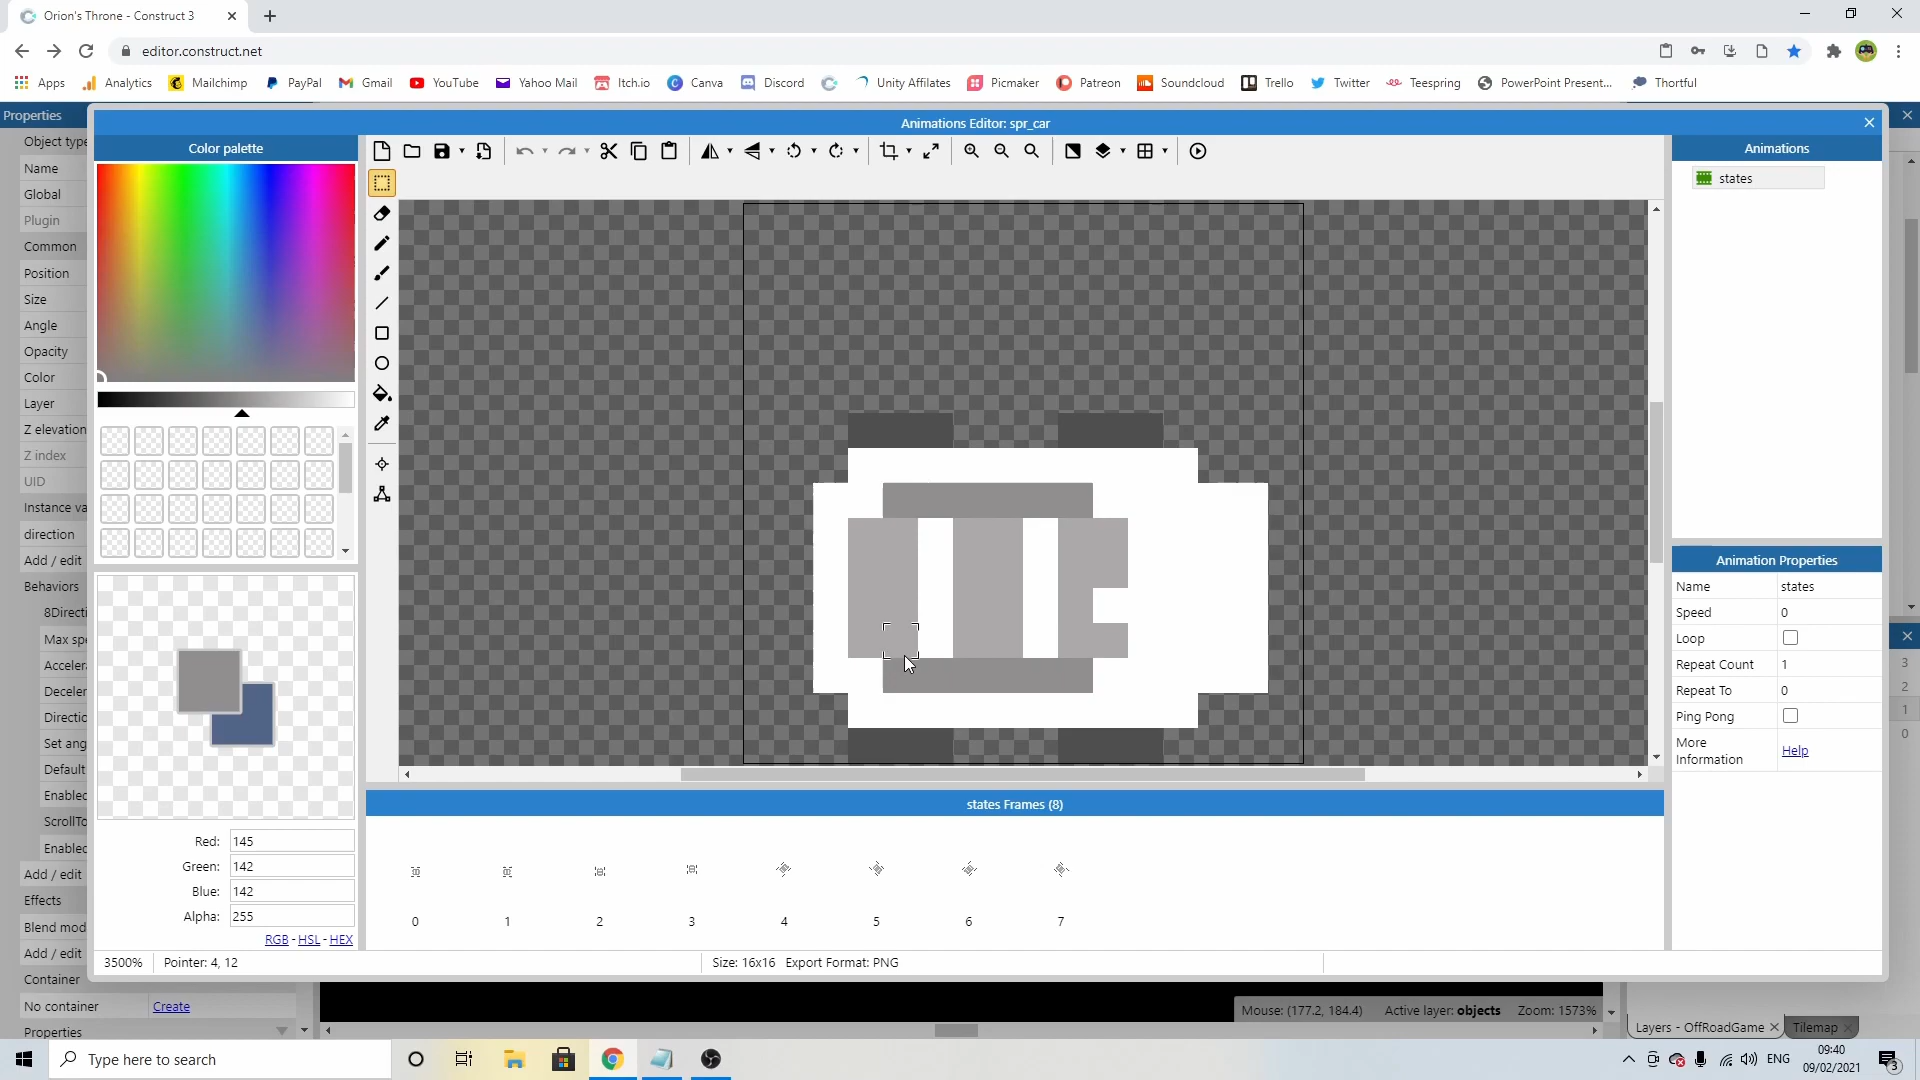 Orion's Throne - Construct 3
editor.construct.net
Apps Analytics Mailchimp PayPal Gmail YouTube Yahoo Mail Itch.io Canva Discord Unity Affilates Picmaker Patreon Soundcloud Trello Twitter Teespring PowerPoint Present... Thortful
Properties
Animations Editor: spr_car
Object type
Name
Global
Plugin
Common
Position
Size
Angle
Opacity
Color
Layer
Z elevation
Z index
UID
Instance va
direction
Add / edit
Behaviors
8Directi
Max spe
Accelera
Deceler
Directio
Set ang
Default
Enabled
ScrollTo
Enabled
Add / edit
Effects
Blend mod
Add / edit
Container
No container Create
Properties
Color palette
Red: 145
Green: 142
Blue: 142
Alpha: 255
RGB - HSL - HEX
states Frames (8)
0 1 2 3 4 5 6 7
3500% Pointer: 4, 12 Size: 16x16 Export Format: PNG
Animations
states
Animation Properties
Name states
Speed 0
Loop
Repeat Count 1
Repeat To 0
Ping Pong
More Information Help
3
2
1
0
Mouse: (177.2, 184.4) Active layer: objects Zoom: 1573%
Layers - OffRoadGame Tilemap
Type here to search
ENG
09:40
09/02/2021
3